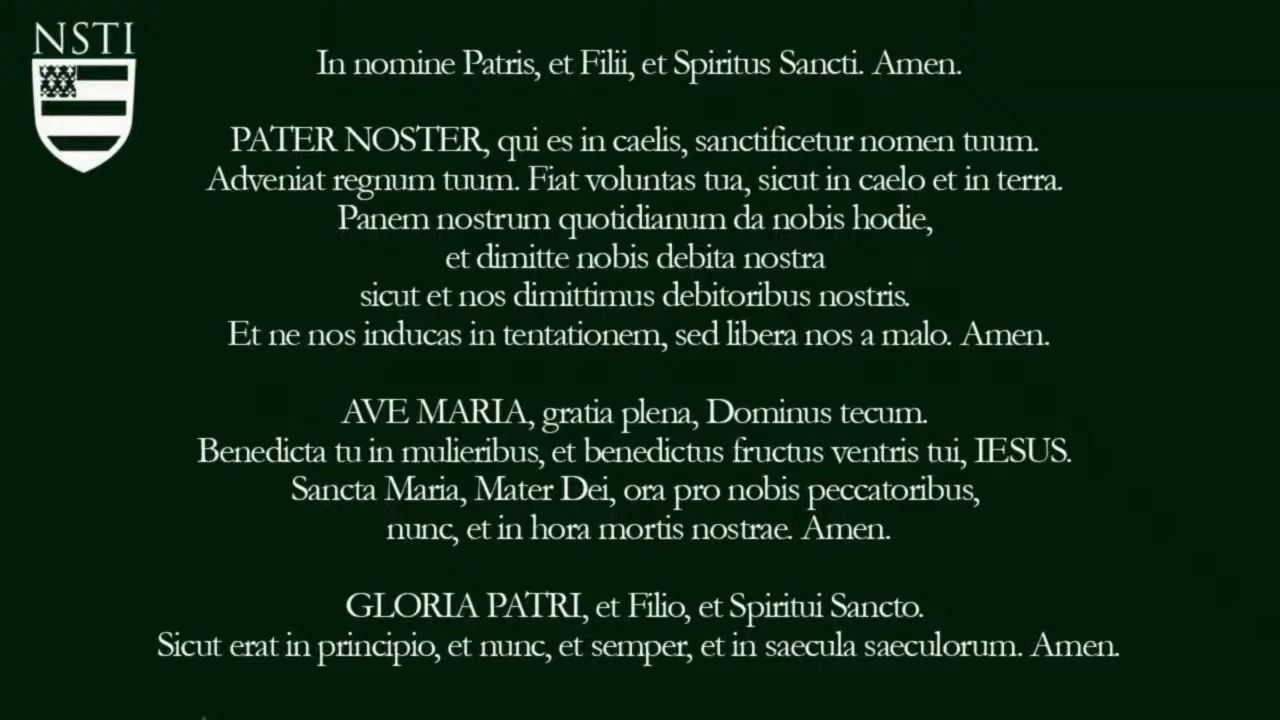 NSTI
In nomine Patris, et Filii, et Spiritus Sancti. Amen.
PATER NOSTER, qui es in caelis, sanctificetur nomen tuum.
Adveniat regnum tuum. Fiat voluntas tua, sicut in caelo et in terra.
Panem nostrum quotidianum da nobis hodie,
et dimitte nobis debita nostra
sicut et nos dimittimus debitoribus nostris.
Et ne nos inducas in tentationem, sed libera nos a malo. Amen.
AVE MARIA, gratia plena, Dominus tecum.
Benedicta tu in mulieribus, et benedictus fructus ventris tui, IESUS.
Sancta Maria, Mater Dei, ora pro nobis peccatoribus,
nunc, et in hora mortis nostrae. Amen.
GLORIA PATRI, et Filio, et Spiritui Sancto.
Sicut erat in principio, et nunc, et semper, et in saecula saeculorum. Amen.